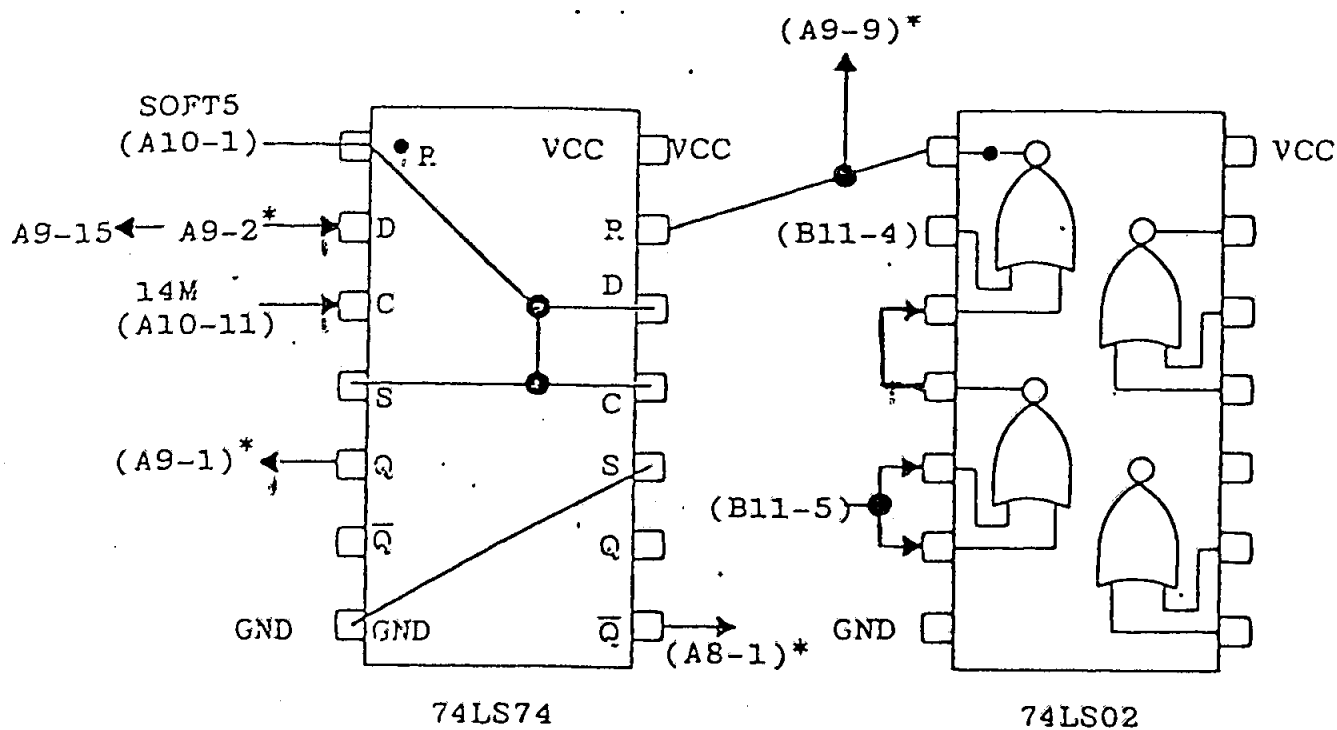 (A9-9)*
SOFT5
(A10-1)
R
VCC
VCC
VCC
A9-15
A9-2*
D
R
(B11-4)
14M
(A10-11)
C
D
S
C
(A9-1)*
Q
S
(B11-5)
Q̅
Q
GND
GND
Q̅
(A8-1)*
GND
74LS74
74LS02